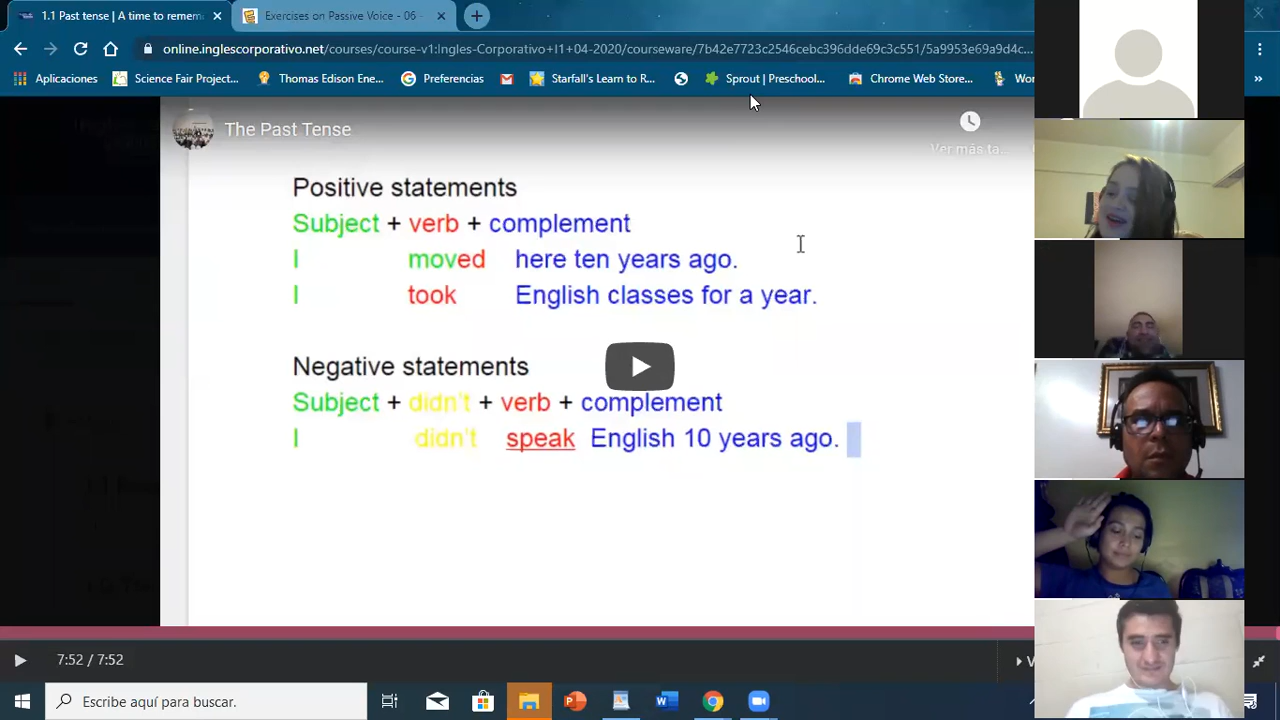 1.1 Past tense | A time to remem
Exercises on Passive Voice - 06 -
online.inglescorporativo.net/courses/course-v1:Ingles-Corporativo+I1+04-2020/courseware/7b42e7723c2546cebc396dde69c3c551/5a9953e69a9d4c...
Aplicaciones
Science Fair Project...
Thomas Edison Ene...
Preferencias
Starfall's Learn to R...
Sprout | Preschool...
Chrome Web Store...
Wor
The Past Tense
Ver más ta...
Positive statements
Subject + verb + complement
I moved here ten years ago.
I took English classes for a year.
Negative statements
Subject + didn't + verb + complement
I didn't speak English 10 years ago.
7:52 / 7:52
V
Escribe aquí para buscar.